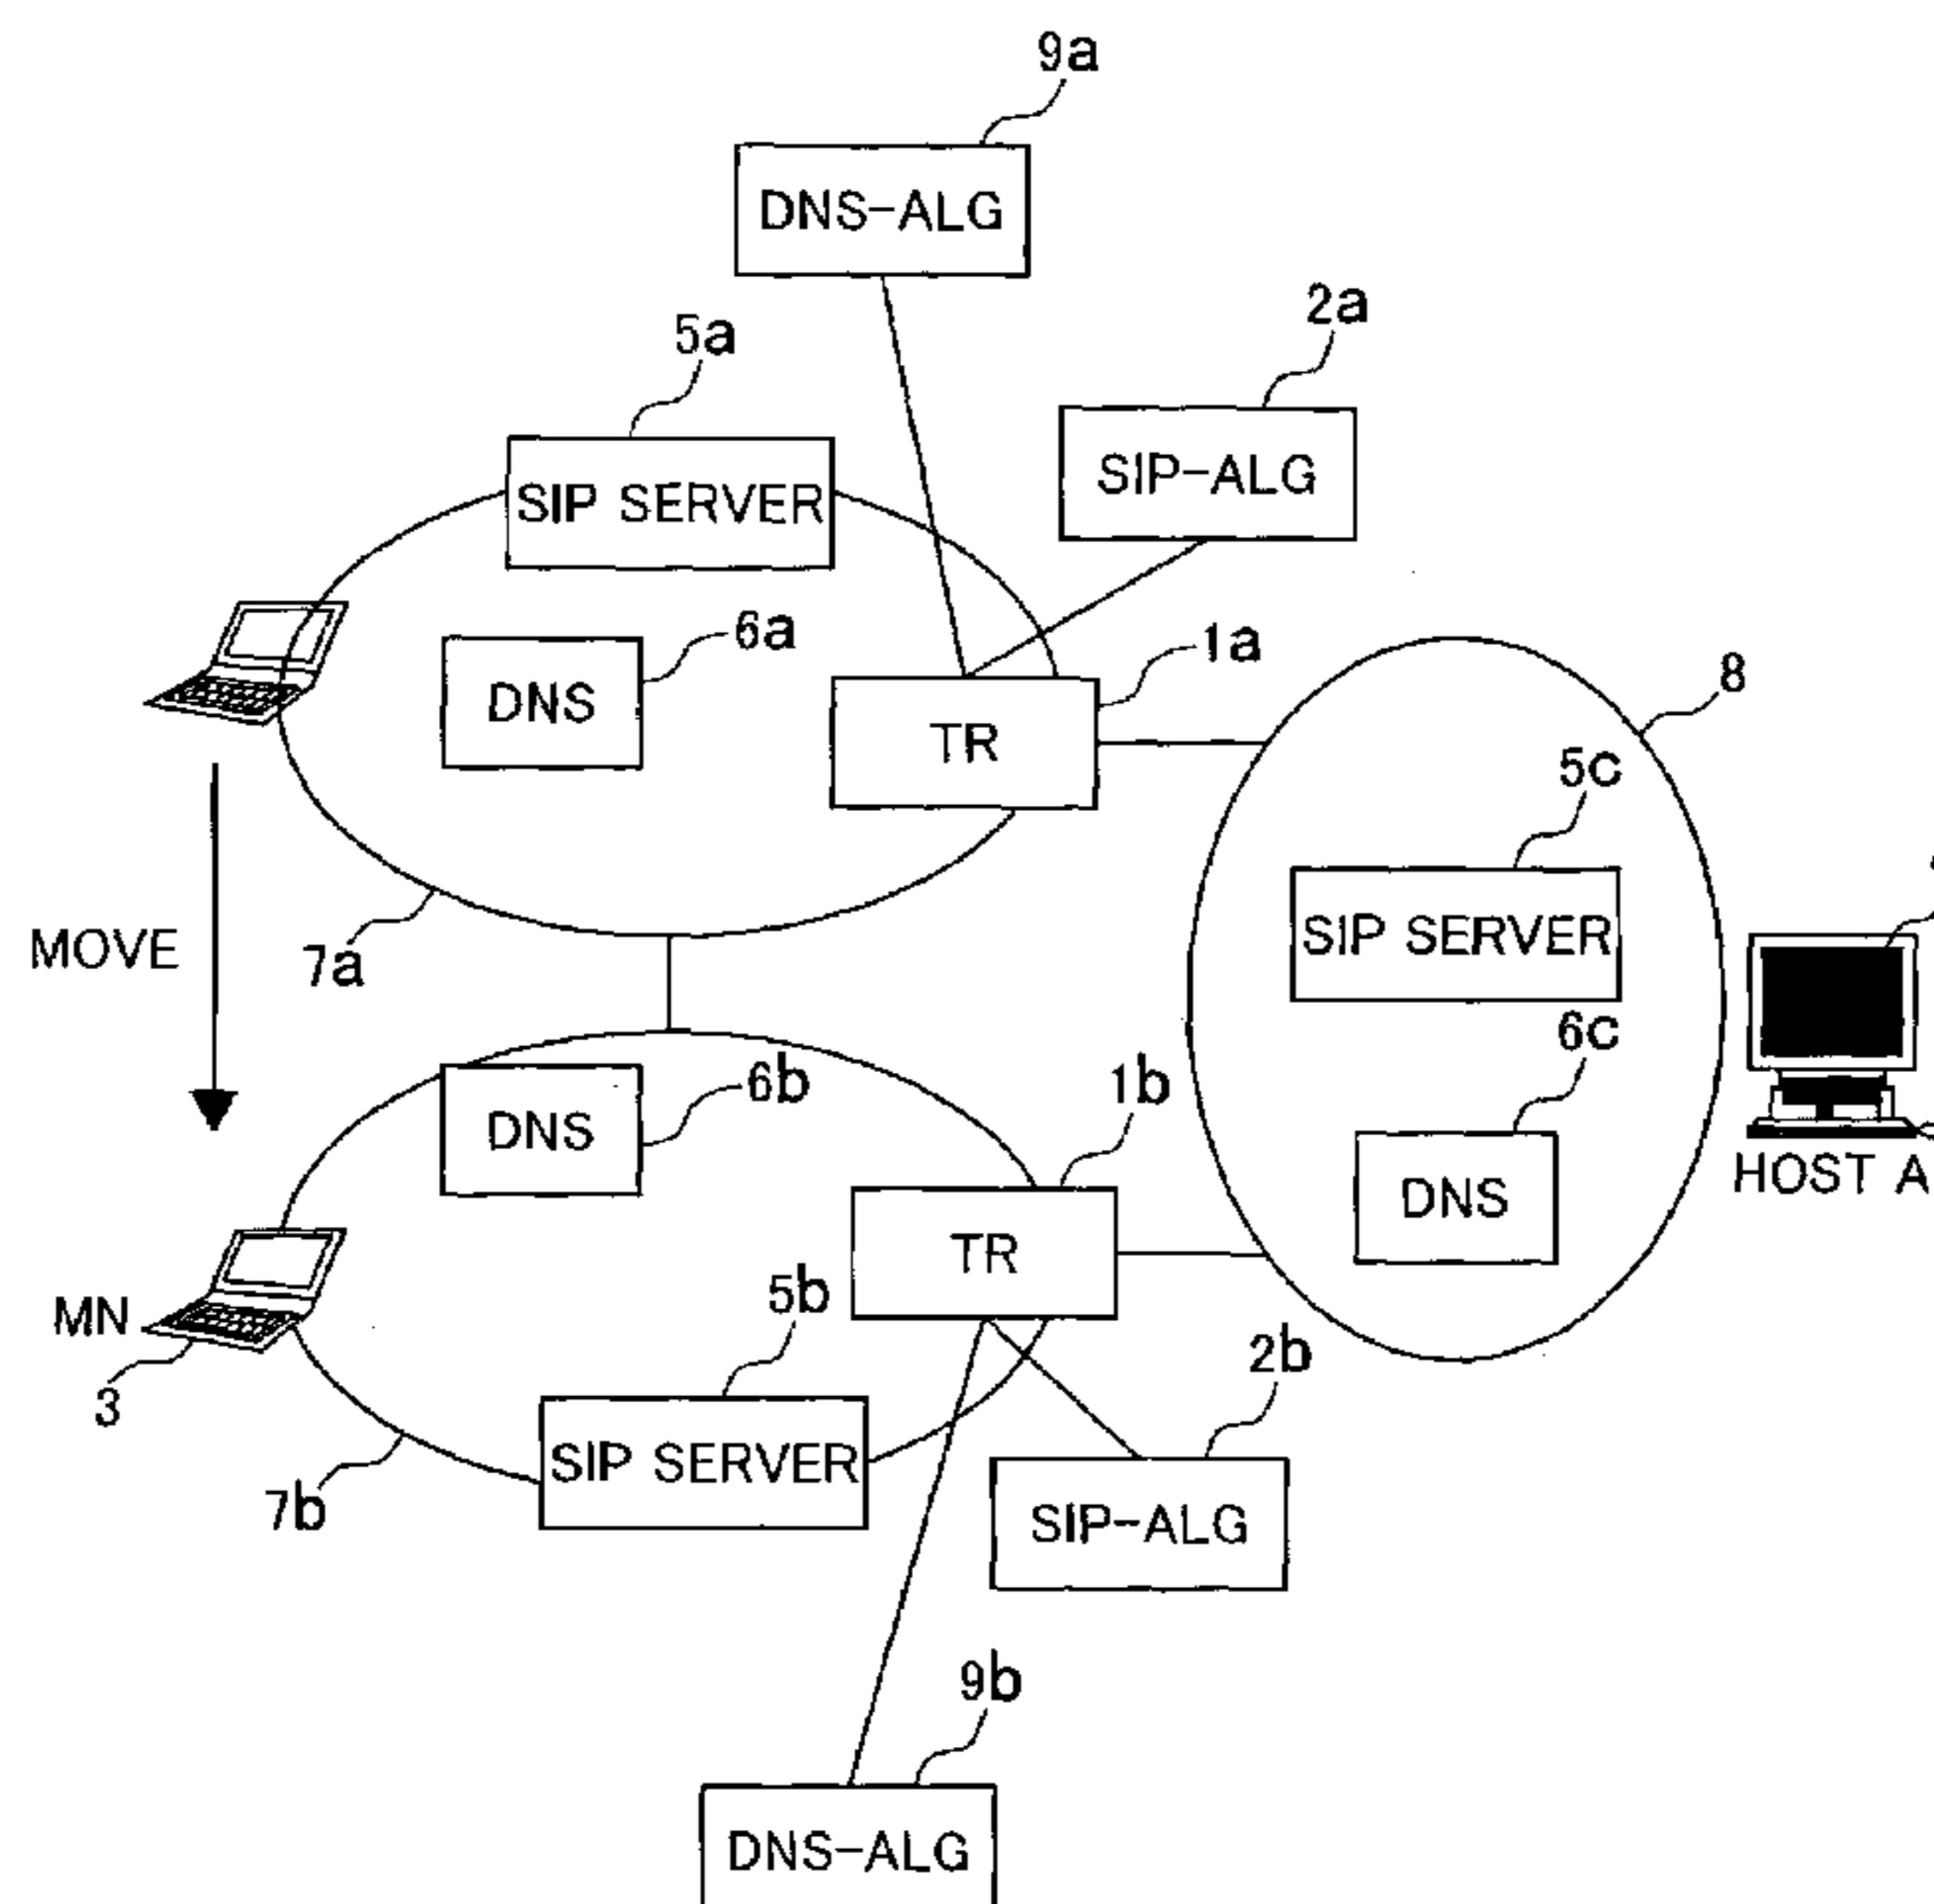 9a
DNS-ALG
2a
5a
SIP-ALG
SIP SERVER
6a
1a
DNS
TR
8
5c
SIP SERVER
MOVE
7a
6c
6b
1b
DNS
DNS
HOST A
TR
5b
MN
2b
3
SIP SERVER
7b
SIP-ALG
9b
DNS-ALG